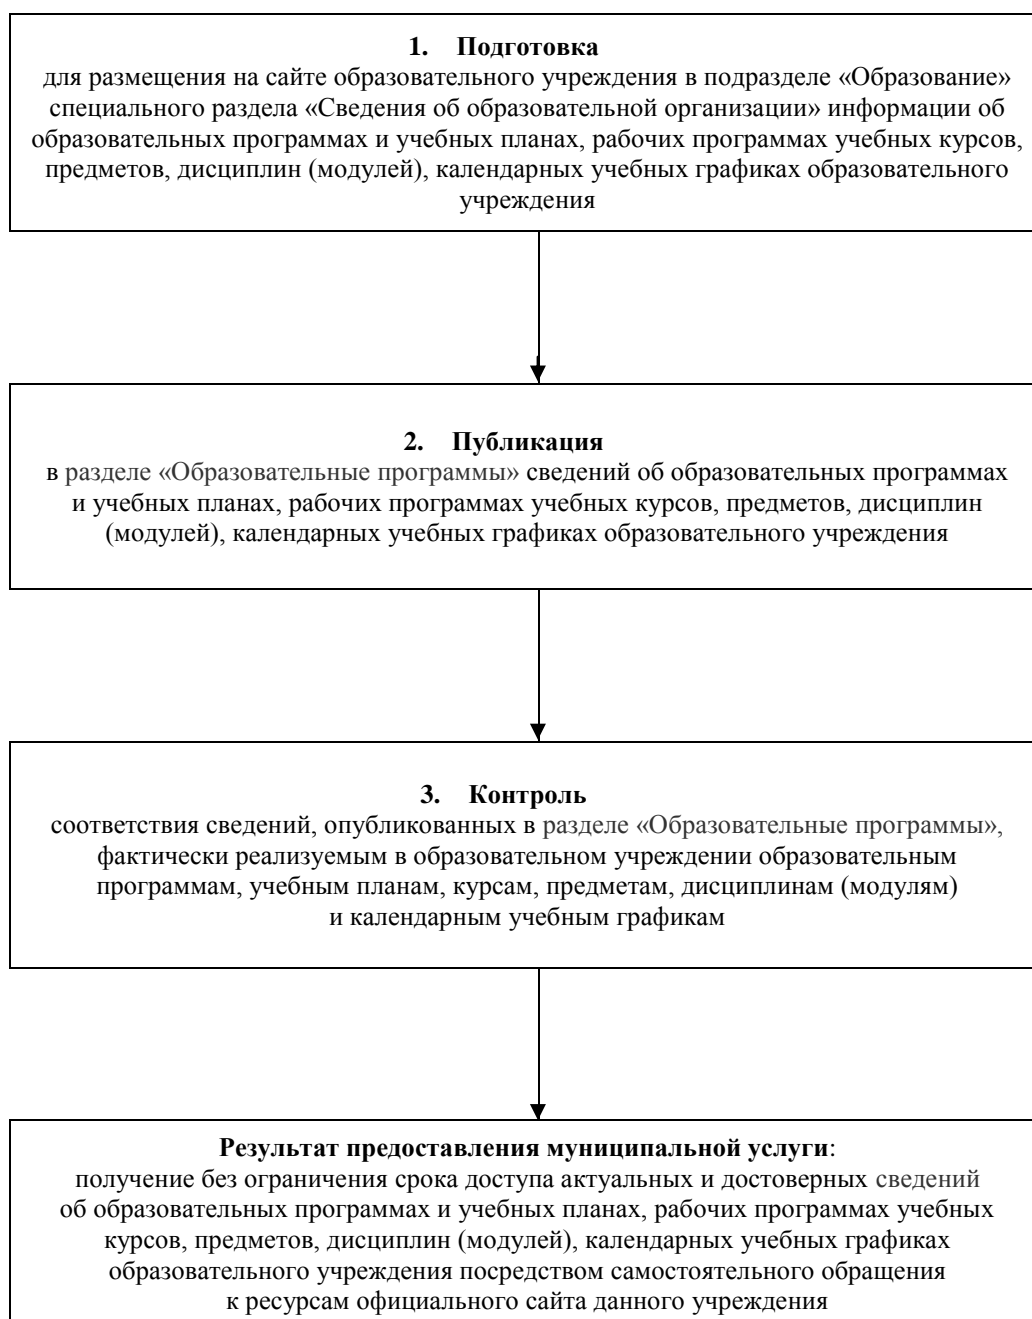 1. Подготовка
для размещения на сайте образовательного учреждения в подразделе «Образование»
специального раздела «Сведения об образовательной организации» информации об
образовательных программах и учебных планах, рабочих программах учебных курсов,
предметов, дисциплин (модулей), календарных учебных графиках образовательного
учреждения
2. Публикация
в разделе «Образовательные программы» сведений об образовательных программах
и учебных планах, рабочих программах учебных курсов, предметов, дисциплин
(модулей), календарных учебных графиках образовательного учреждения
3. Контроль
соответствия сведений, опубликованных в разделе «Образовательные программы»,
фактически реализуемым в образовательном учреждении образовательным
программам, учебным планам, курсам, предметам, дисциплинам (модулям)
и календарным учебным графикам
Результат предоставления муниципальной услуги:
получение без ограничения срока доступа актуальных и достоверных сведений
об образовательных программах и учебных планах, рабочих программах учебных
курсов, предметов, дисциплин (модулей), календарных учебных графиках
образовательного учреждения посредством самостоятельного обращения
к ресурсам официального сайта данного учреждения